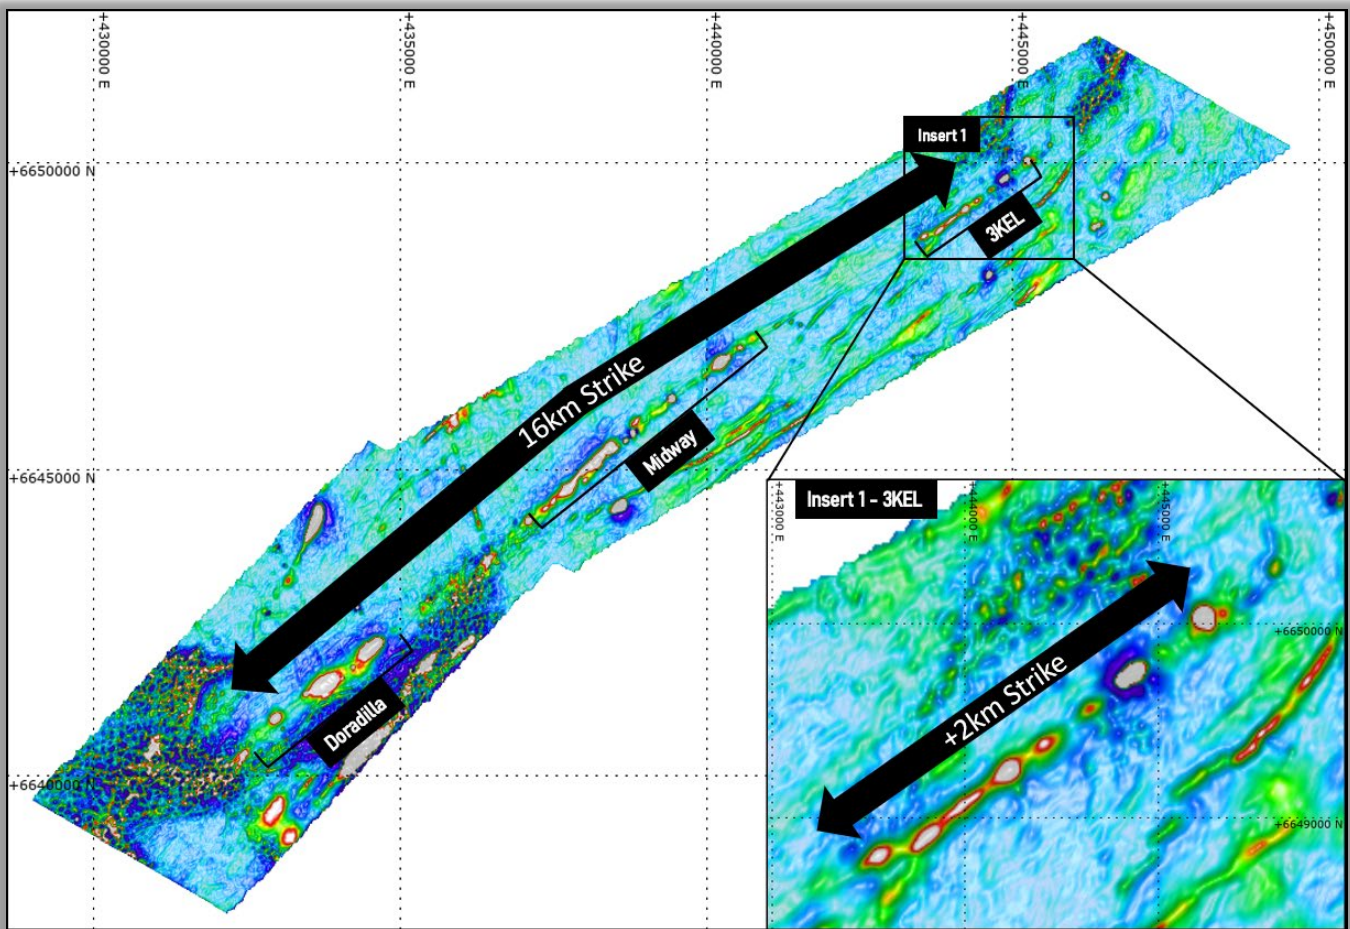 +430000 E
+435000 E
+440000 E
+445000 E
+450000 E
+6650000 N
+6645000 N
+6640000 N
Insert 1
3KEL
16km Strike
Midway
Doradilla
Insert 1 - 3KEL
+443000 E
+444000 E
+445000 E
+6650000 N
+6649000 N
+2km Strike